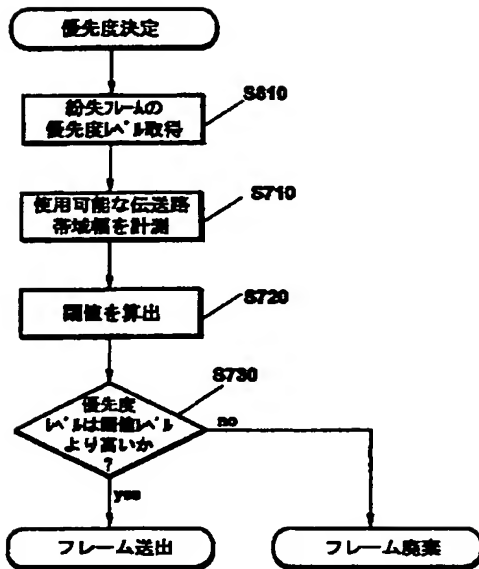 優先度決定
紛失フレームの
優先度レベル取得
S610
使用可能な伝送路
帯域幅を計測
S710
閾値を算出
S720
優先度
レベルは閾値レベル
より高いか
?
S730
no
yes
フレーム送出
フレーム廃棄